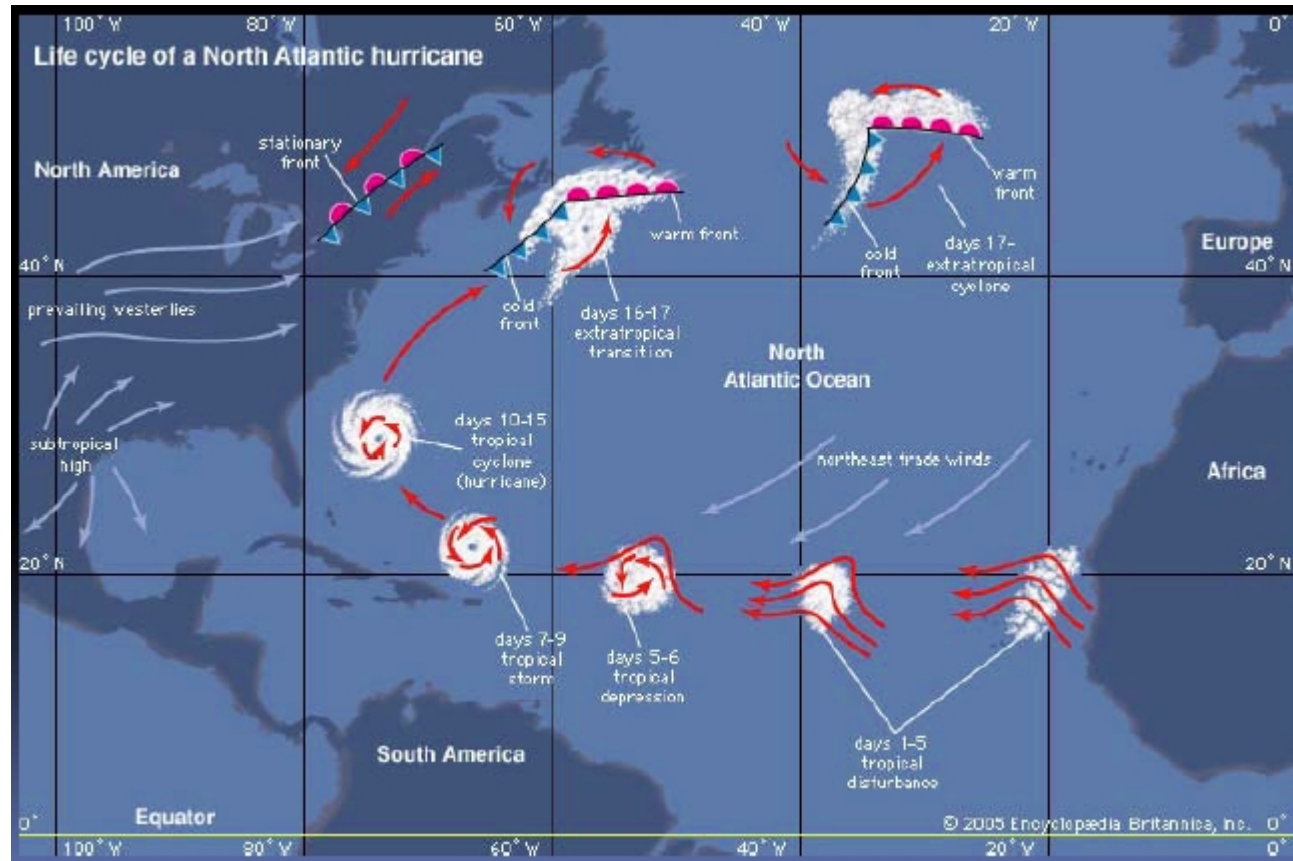 100° W 80° W 60° W 40° W 20° W 0°
Life cycle of a North Atlantic hurricane
stationary
front
North America
warm front
warm
front
cold
front
days 17–
extratropical
cyclone
Europe
40° N 40° N
prevailing westerlies
cold
front
days 16–17
extratropical
transition
North
Atlantic Ocean
subtropical
high
days 10–15
tropical
cyclone
(hurricane)
northeast trade winds
Africa
20° N 20° N
days 7–9
tropical
storm
days 5–6
tropical
depression
days 1–5
tropical
disturbance
South America
Equator
© 2005 Encyclopædia Britannica, Inc.
0° 0°
100° W 80° W 60° W 40° W 20° W 0°